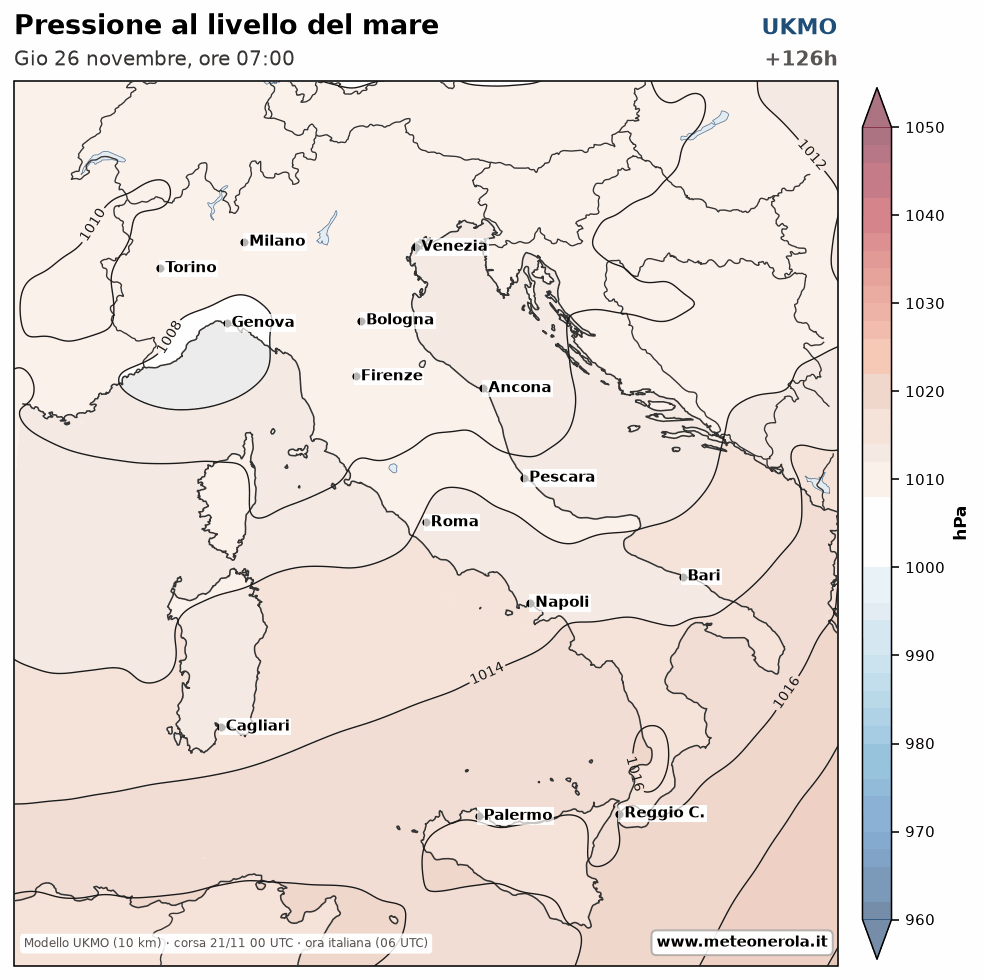 Pressione al livello del mare
UKMO
Gio 26 novembre, ore 07:00
+126h
1050
1012
1010
Milano
Venezia
1040
Torino
1008
Genova
Bologna
1030
Firenze
Ancona
1020
Pescara
1010
Roma
hPa
Bari
1000
Napoli
1014
1016
990
Cagliari
1016
980
Palermo
Reggio C.
970
960
Modello UKMO (10 km) · corsa 21/11 00 UTC · ora italiana (06 UTC)
www.meteonerola.it